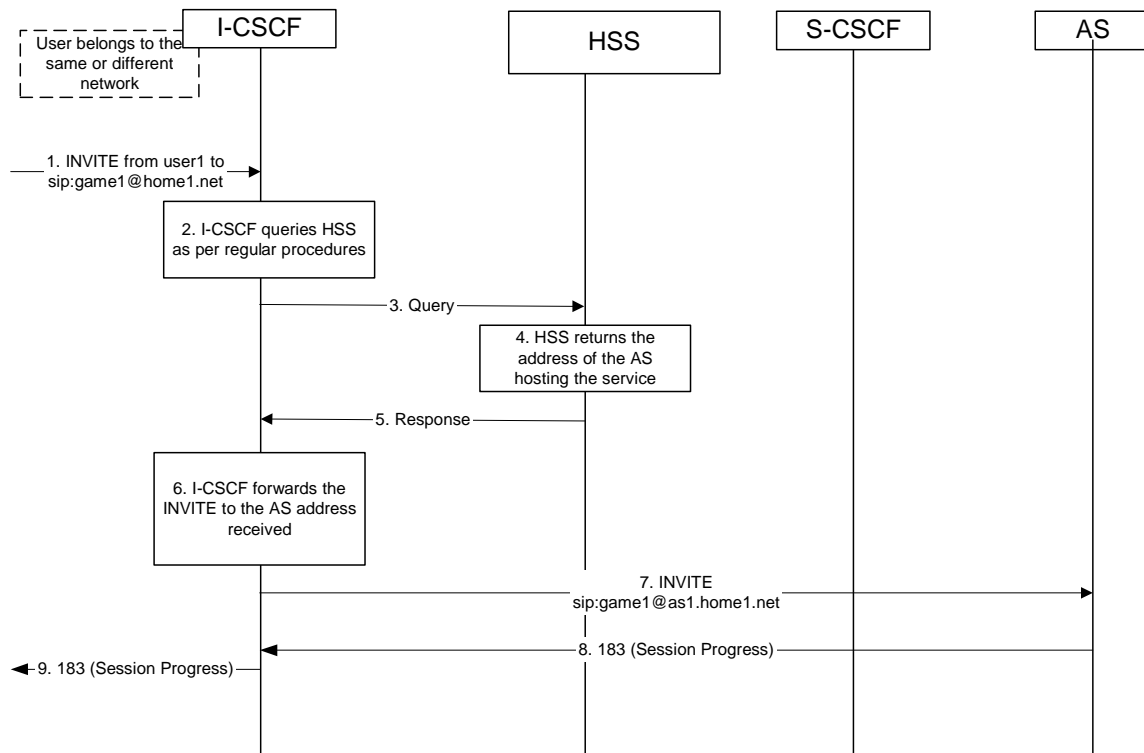 I-CSCF
HSS
S-CSCF
AS
User belongs to the
same or different
network
1. INVITE from user1 to
sip:game1@home1.net
2. I-CSCF queries HSS
as per regular procedures
3. Query
4. HSS returns the
address of the AS
hosting the service
5. Response
6. I-CSCF forwards the
INVITE to the AS address
received
7. INVITE
sip:game1@as1.home1.net
8. 183 (Session Progress)
9. 183 (Session Progress)